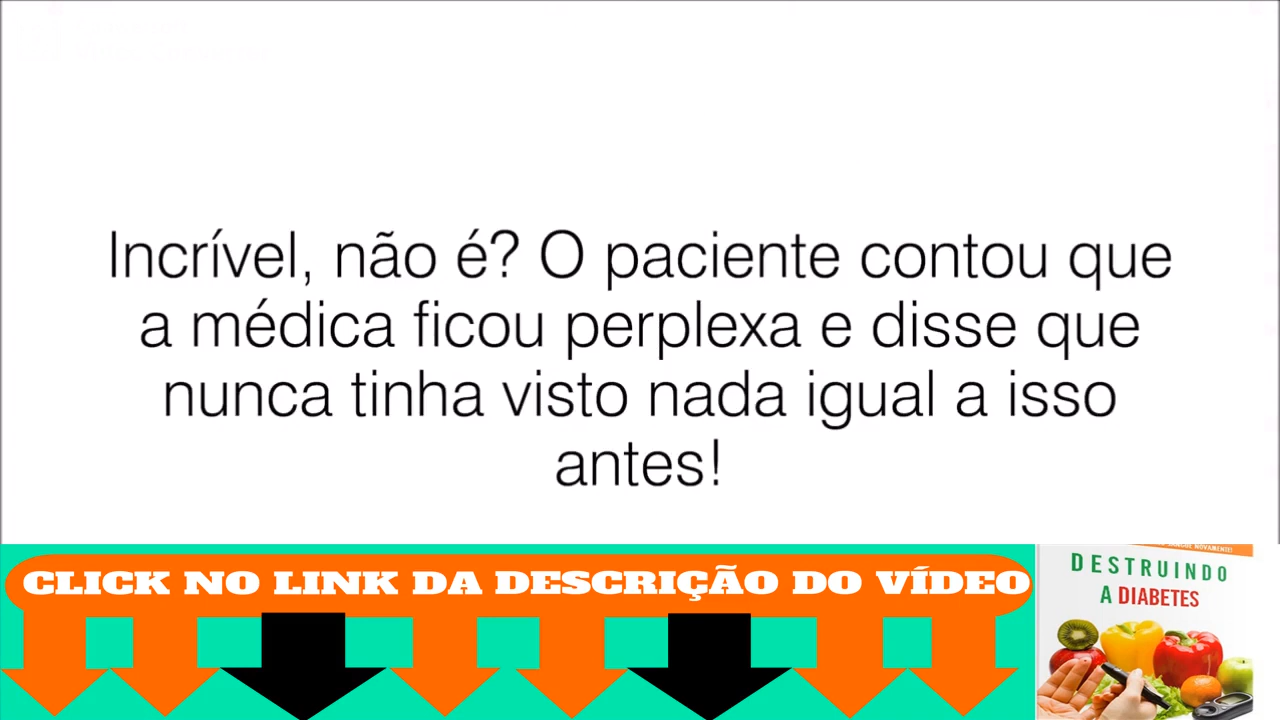 Incrível, não é? O paciente contou que
a médica ficou perplexa e disse que
nunca tinha visto nada igual a isso
antes!
CLICK NO LINK DA DESCRIÇÃO DO VÍDEO
NOVAMENTE!
DESTRUINDO
A DIABETES